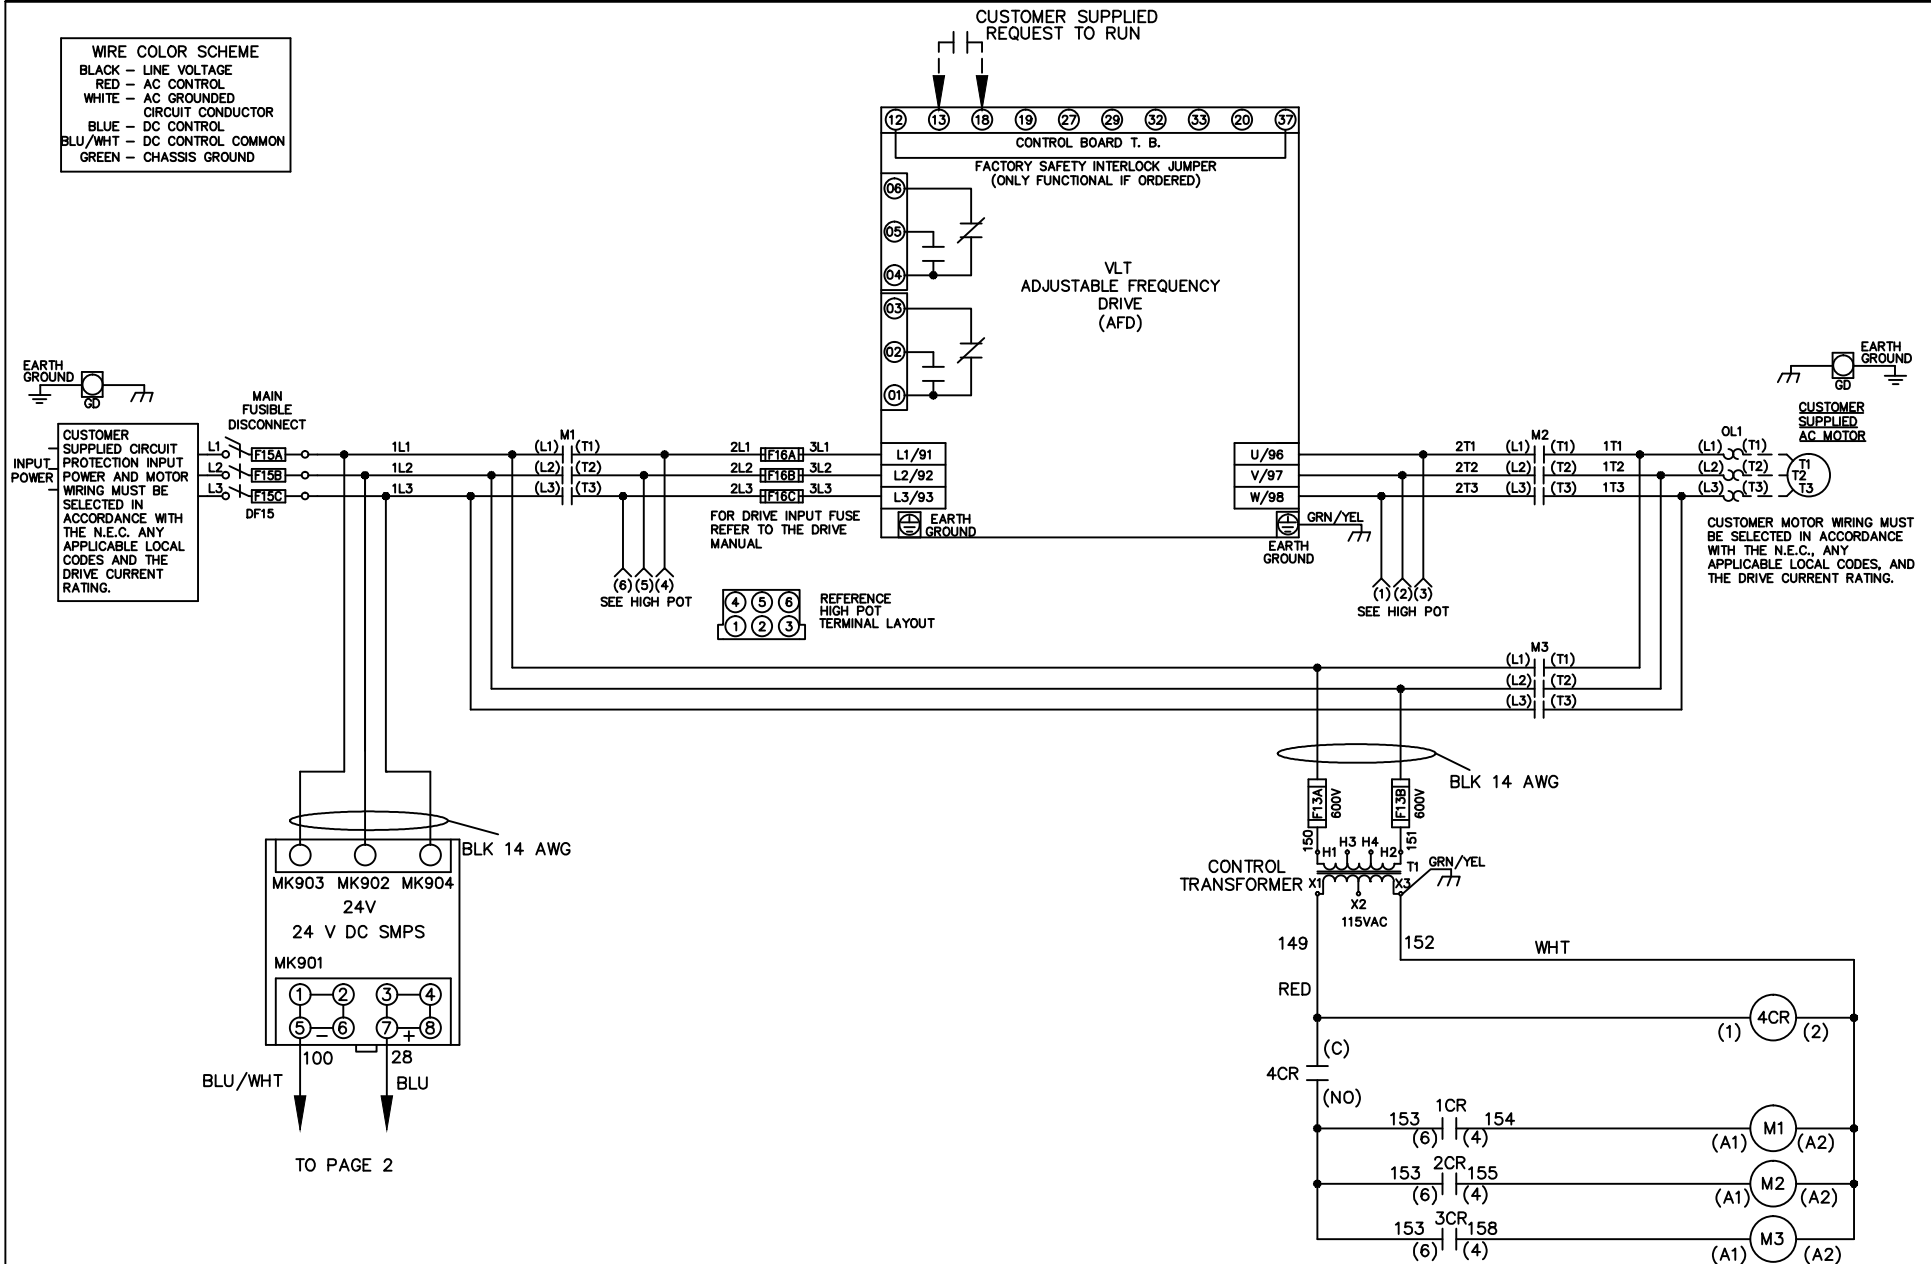 CUSTOMER SUPPLIED
REQUEST TO RUN
WIRE COLOR SCHEME
BLACK – LINE VOLTAGE
RED – AC CONTROL
WHITE – AC GROUNDED
CIRCUIT CONDUCTOR
BLUE – DC CONTROL
BLU/WHT – DC CONTROL COMMON
GREEN – CHASSIS GROUND
12 13 18 19 27 29 32 33 20 37
CONTROL BOARD T. B.
FACTORY SAFETY INTERLOCK JUMPER
(ONLY FUNCTIONAL IF ORDERED)
06
05
04
03
02
01
VLT
ADJUSTABLE FREQUENCY
DRIVE
(AFD)
EARTH
GROUND
GD
MAIN
FUSIBLE
DISCONNECT
INPUT
POWER
CUSTOMER
SUPPLIED CIRCUIT
PROTECTION INPUT
POWER AND MOTOR
WIRING MUST BE
SELECTED IN
ACCORDANCE WITH
THE N.E.C. ANY
APPLICABLE LOCAL
CODES AND THE
DRIVE CURRENT
RATING.
L1 F15A 1L1
L2 F15B 1L2
L3 F15C 1L3
DF15
M1
(L1) (T1)
(L2) (T2)
(L3) (T3)
2L1 F16A 3L1
2L2 F16B 3L2
2L3 F16C 3L3
L1/91
L2/92
L3/93
FOR DRIVE INPUT FUSE
REFER TO THE DRIVE
MANUAL
EARTH
GROUND
(6) (5) (4)
SEE HIGH POT
4 5 6
1 2 3
REFERENCE
HIGH POT
TERMINAL LAYOUT
U/96
V/97
W/98
GRN/YEL
EARTH
GROUND
2T1
2T2
2T3
M2
(L1) (T1)
(L2) (T2)
(L3) (T3)
1T1
1T2
1T3
(1) (2) (3)
SEE HIGH POT
EARTH
GROUND
GD
CUSTOMER
SUPPLIED
AC MOTOR
OL1
(L1) (T1)
(L2) (T2)
(L3) (T3)
T1
T2
T3
CUSTOMER MOTOR WIRING MUST
BE SELECTED IN ACCORDANCE
WITH THE N.E.C., ANY
APPLICABLE LOCAL CODES, AND
THE DRIVE CURRENT RATING.
M3
(L1) (T1)
(L2) (T2)
(L3) (T3)
BLK 14 AWG
MK903 MK902 MK904
24V
24 V DC SMPS
MK901
1 2 3 4
5 – 6 7 + 8
100 28
BLU/WHT BLU
TO PAGE 2
BLK 14 AWG
F13A 600V F13B 600V
150 151
H1 H3 H4 H2
T1 GRN/YEL
CONTROL
TRANSFORMER
X1 X3
X2
115VAC
149 152 WHT
RED
4CR
(1) (2)
(C)
4CR
(NO)
1CR
153 154
(6) (4)
M1
(A1) (A2)
2CR
153 155
(6) (4)
M2
(A1) (A2)
3CR
153 158
(6) (4)
M3
(A1) (A2)